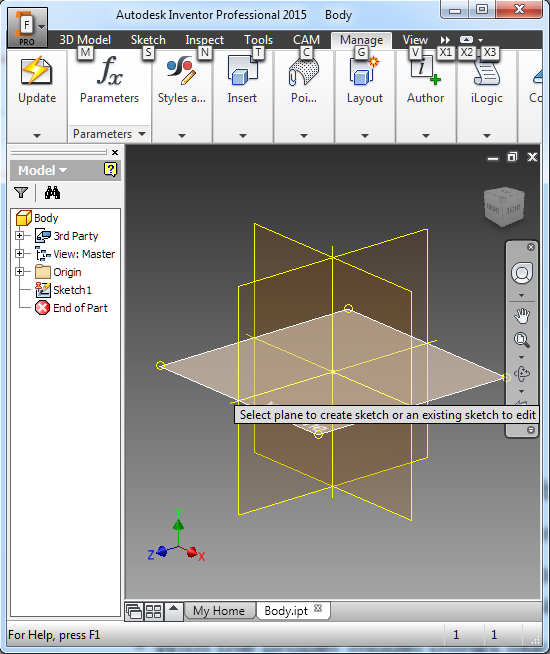 F
PRO
Autodesk Inventor Professional 2015 Body
3D Model Sketch Inspect Tools CAM Manage View
M S N T C G V X1 X2 X3
Update Parameters Styles a... Insert Poi... Layout Author iLogic Co
Parameters
Model
Body
3rd Party
View: Master
Origin
Sketch1
End of Part
Select plane to create sketch or an existing sketch to edit
Y
Z
X
My Home Body.ipt
For Help, press F1 1 1